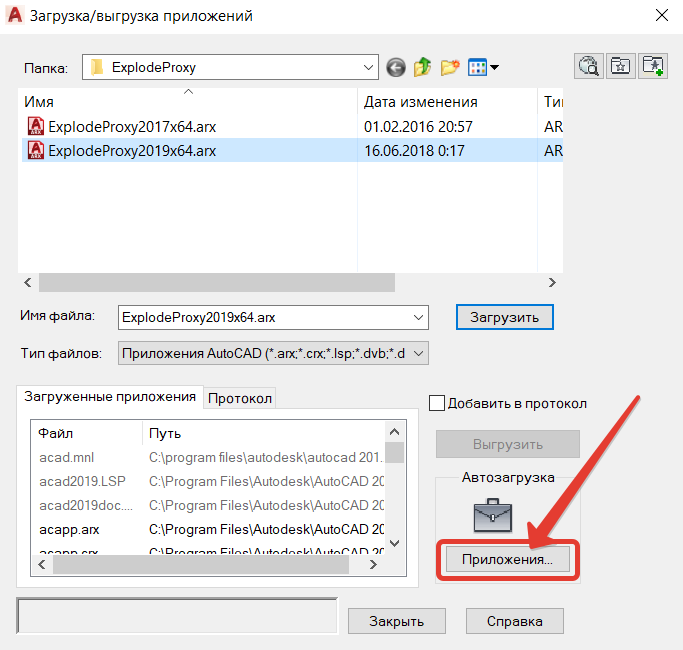 Загрузка/выгрузка приложений
Папка: ExplodeProxy
Имя Дата изменения Ти
ExplodeProxy2017x64.arx 01.02.2016 20:57 AR
ExplodeProxy2019x64.arx 16.06.2018 0:17 AR
Имя файла: ExplodeProxy2019x64.arx Загрузить
Тип файлов: Приложения AutoCAD (*.arx;*.crx;*.lsp;*.dvb;*.d
Загруженные приложения Протокол
Добавить в протокол
Файл Путь
Выгрузить
acad.mnl C:\program files\autodesk\autocad 201.
acad2019.LSP C:\Program Files\Autodesk\AutoCAD 20
Автозагрузка
acad2019doc.... C:\Program Files\Autodesk\AutoCAD 20
acapp.arx C:\Program Files\Autodesk\AutoCAD 20
acapp.crx C:\Program Files\Autodesk\AutoCAD 20
Приложения...
Закрыть Справка